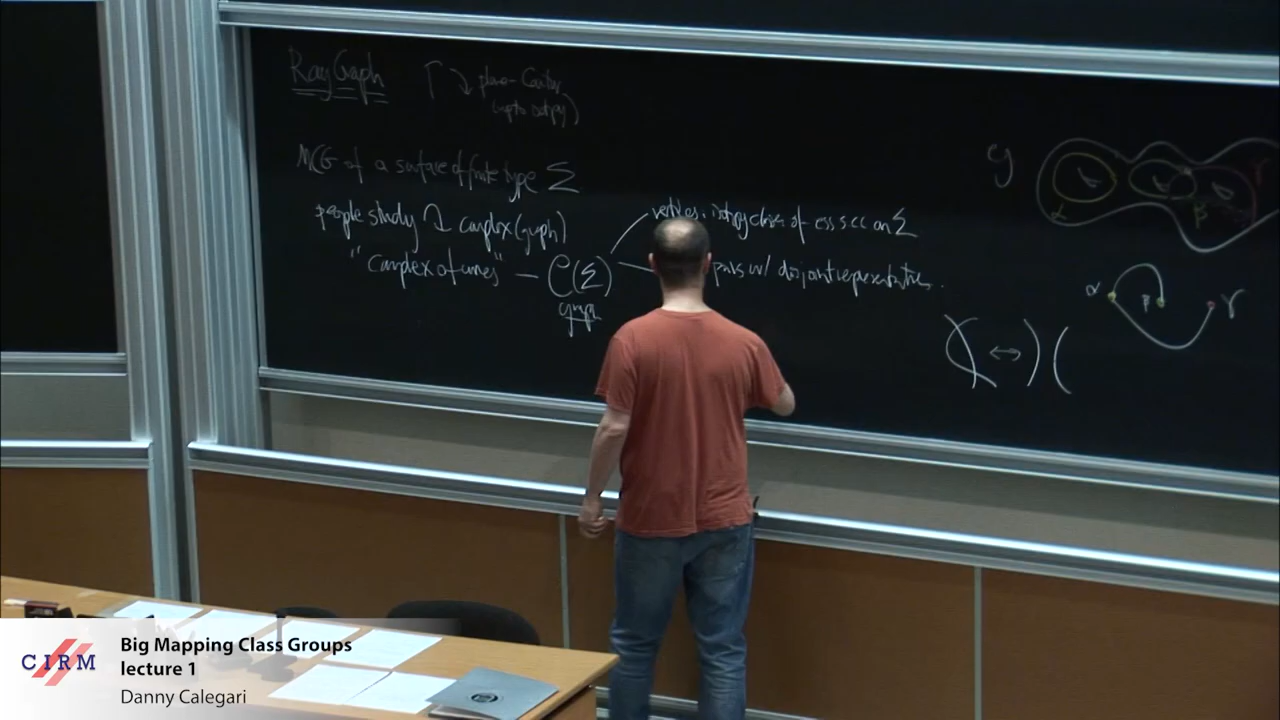 Ray Graph
Γ ↷ plane - Cantor
(up to isotopy)
MCG of a surface of finite type Σ
people study ↷ complex (graph)
"complex of curves" — C(Σ)
graph
vertices: isotopy classes of ess s.c.c on Σ
pairs w/ disjoint representatives.
α
β
γ
α
β
γ
↔
CIRM
Big Mapping Class Groups
lecture 1
Danny Calegari